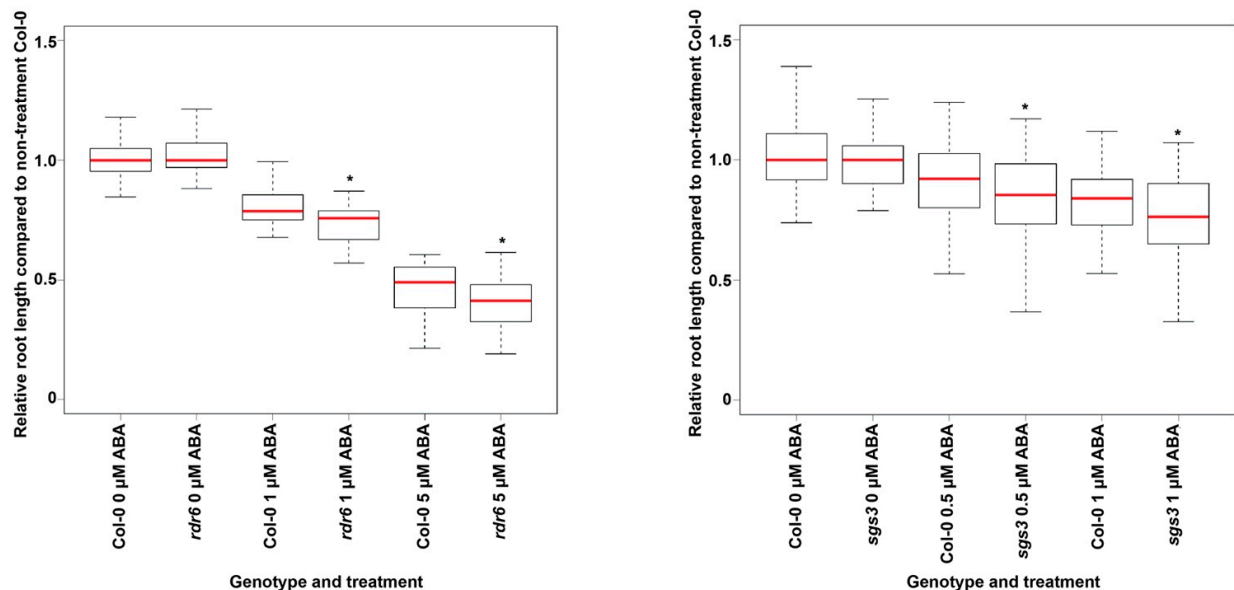 Relative root length compared to non-treatment Col-0
1.5
1.0
0.5
0
*
*
Col-0 0 µM ABA
rdr6 0 µM ABA
Col-0 1 µM ABA
rdr6 1 µM ABA
Col-0 5 µM ABA
rdr6 5 µM ABA
Genotype and treatment
Relative root length compared to non-treatment Col-0
1.5
1.0
0.5
0
*
*
Col-0 0 µM ABA
sgs3 0 µM ABA
Col-0 0.5 µM ABA
sgs3 0.5 µM ABA
Col-0 1 µM ABA
sgs3 1 µM ABA
Genotype and treatment